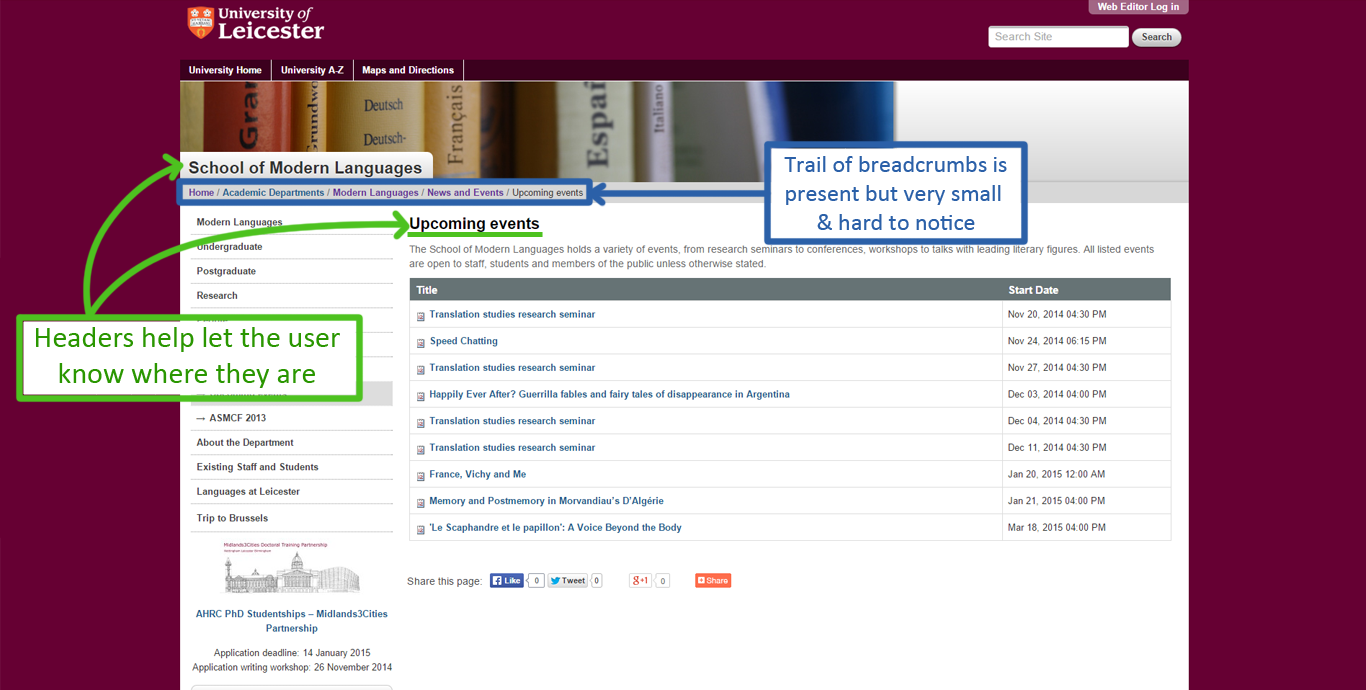 Web Editor Log in
University of
Leicester
Search Site
Search
University Home
University A-Z
Maps and Directions
Gra
Grundwo
Deutsch
Deutsch-
Français
Españ
Italiano
School of Modern Languages
Home / Academic Departments / Modern Languages / News and Events / Upcoming events
Trail of breadcrumbs is
present but very small
& hard to notice
Modern Languages
Undergraduate
Postgraduate
Research
Headers help let the user
know where they are
→ ASMCF 2013
About the Department
Existing Staff and Students
Languages at Leicester
Trip to Brussels
Midlands3Cities Doctoral Training Partnership
AHRC PhD Studentships – Midlands3Cities
Partnership
Application deadline: 14 January 2015
Application writing workshop: 26 November 2014
Upcoming events
The School of Modern Languages holds a variety of events, from research seminars to conferences, workshops to talks with leading literary figures. All listed events
are open to staff, students and members of the public unless otherwise stated.
Title Start Date
Translation studies research seminar Nov 20, 2014 04:30 PM
Speed Chatting Nov 24, 2014 06:15 PM
Translation studies research seminar Nov 27, 2014 04:30 PM
Happily Ever After? Guerrilla fables and fairy tales of disappearance in Argentina Dec 03, 2014 04:00 PM
Translation studies research seminar Dec 04, 2014 04:30 PM
Translation studies research seminar Dec 11, 2014 04:30 PM
France, Vichy and Me Jan 20, 2015 12:00 AM
Memory and Postmemory in Morvandiau's D'Algérie Jan 21, 2015 04:00 PM
'Le Scaphandre et le papillon': A Voice Beyond the Body Mar 18, 2015 04:00 PM
Share this page: Like 0 Tweet 0 g+1 0 Share